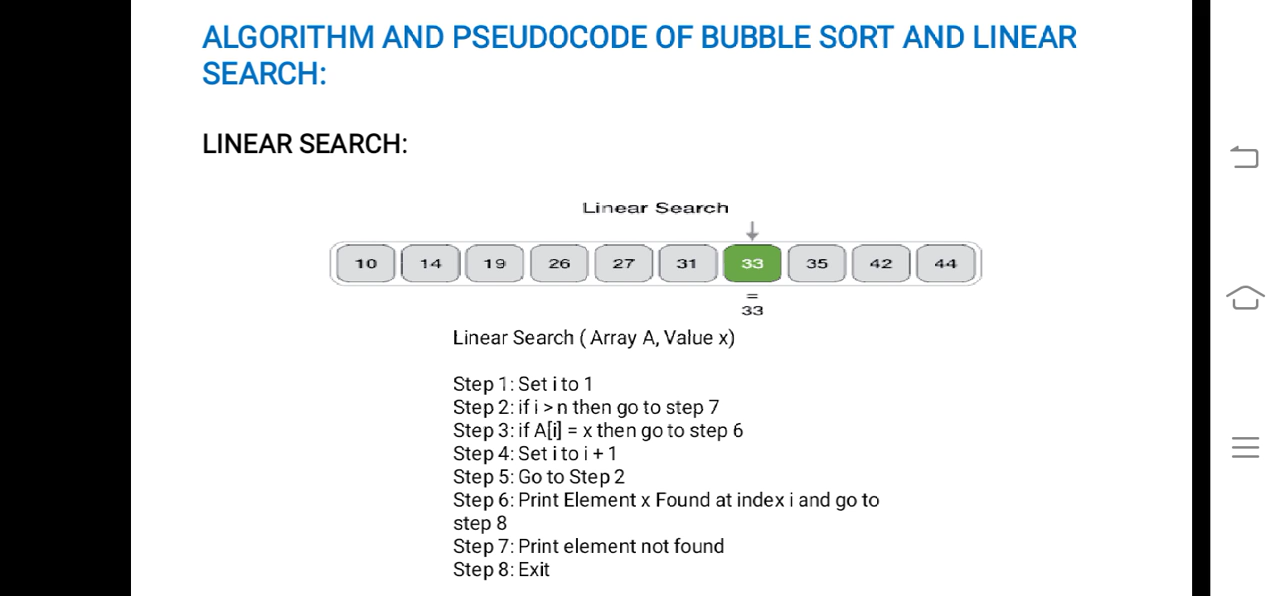 ALGORITHM AND PSEUDOCODE OF BUBBLE SORT AND LINEAR
SEARCH:
LINEAR SEARCH:
Linear Search
10 14 19 26 27 31 33 35 42 44
=
33
Linear Search ( Array A, Value x)
Step 1: Set i to 1
Step 2: if i > n then go to step 7
Step 3: if A[i] = x then go to step 6
Step 4: Set i to i + 1
Step 5: Go to Step 2
Step 6: Print Element x Found at index i and go to
step 8
Step 7: Print element not found
Step 8: Exit